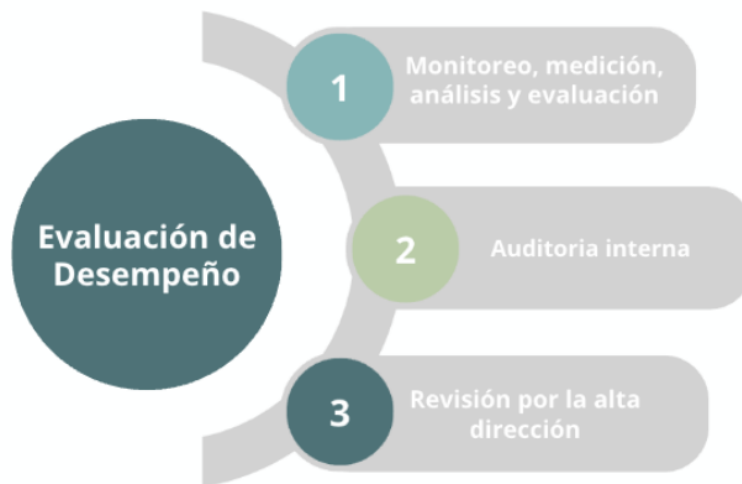 Evaluación de
Desempeño
1
Monitoreo, medición,
análisis y evaluación
2
Auditoria interna
3
Revisión por la alta
dirección